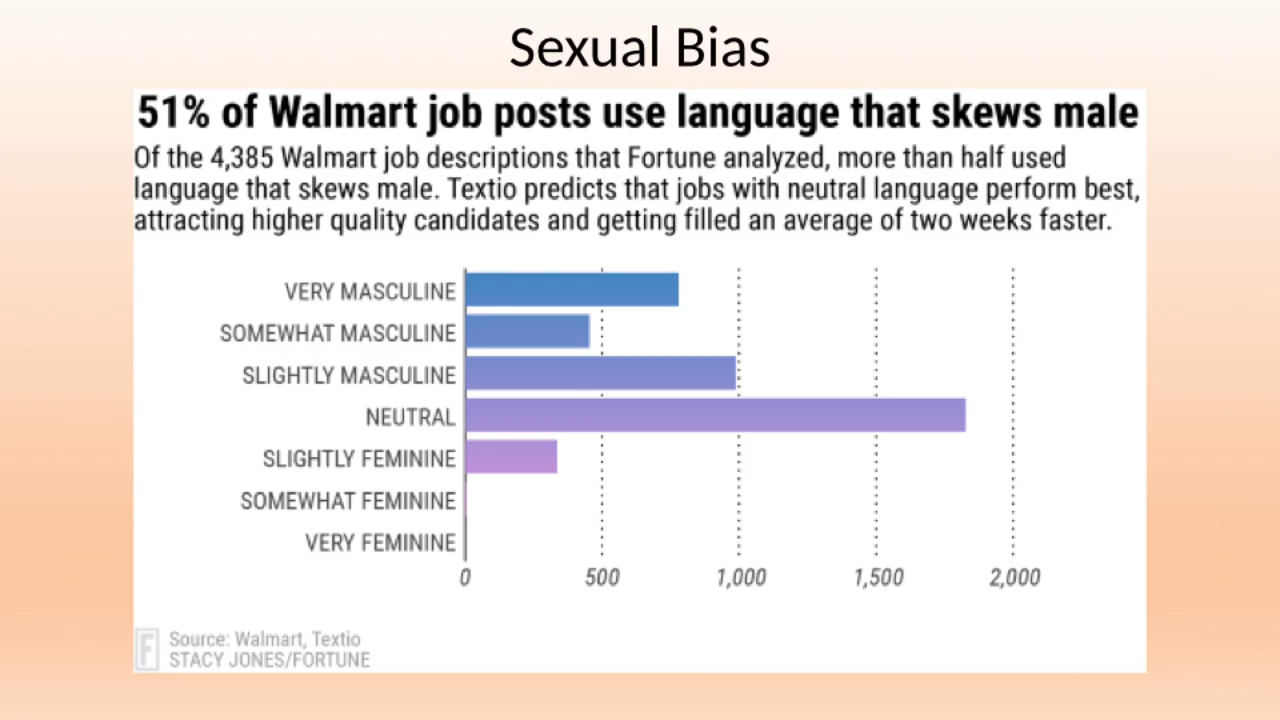 Sexual Bias
51% of Walmart job posts use language that skews male
Of the 4,385 Walmart job descriptions that Fortune analyzed, more than half used
language that skews male. Textio predicts that jobs with neutral language perform best,
attracting higher quality candidates and getting filled an average of two weeks faster.
VERY MASCULINE
SOMEWHAT MASCULINE
SLIGHTLY MASCULINE
NEUTRAL
SLIGHTLY FEMININE
SOMEWHAT FEMININE
VERY FEMININE
0 500 1,000 1,500 2,000
F
Source: Walmart, Textio
STACY JONES/FORTUNE